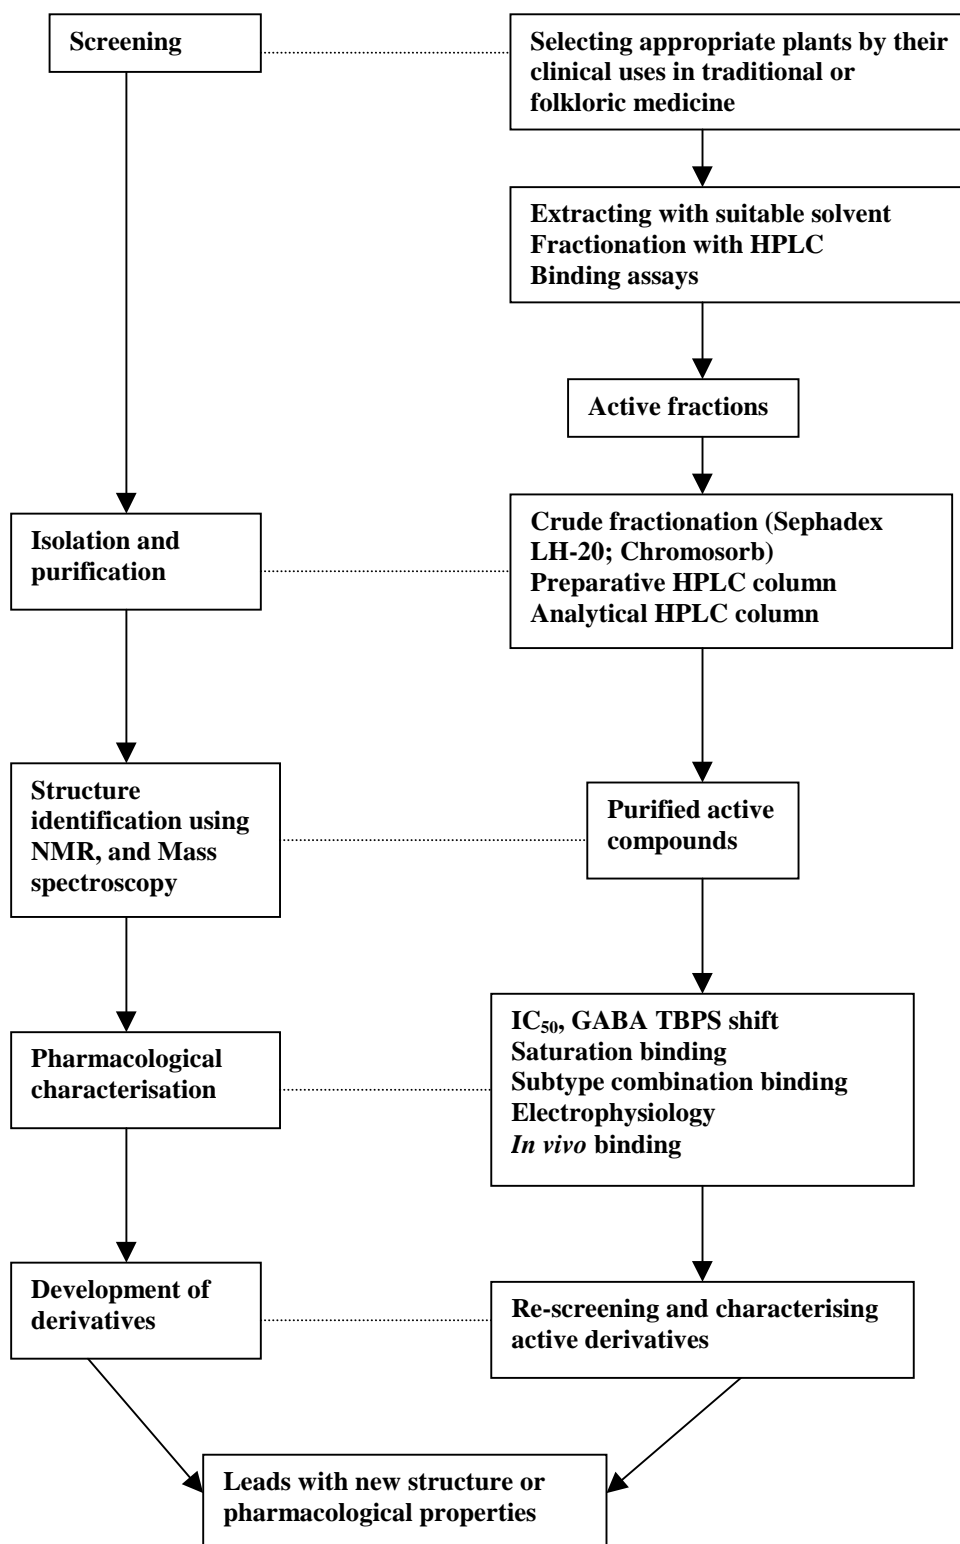 Screening
Selecting appropriate plants by their
clinical uses in traditional or
folkloric medicine
Extracting with suitable solvent
Fractionation with HPLC
Binding assays
Active fractions
Isolation and
purification
Crude fractionation (Sephadex
LH-20; Chromosorb)
Preparative HPLC column
Analytical HPLC column
Structure
identification using
NMR, and Mass
spectroscopy
Purified active
compounds
Pharmacological
characterisation
IC50, GABA TBPS shift
Saturation binding
Subtype combination binding
Electrophysiology
In vivo binding
Development of
derivatives
Re-screening and characterising
active derivatives
Leads with new structure or
pharmacological properties